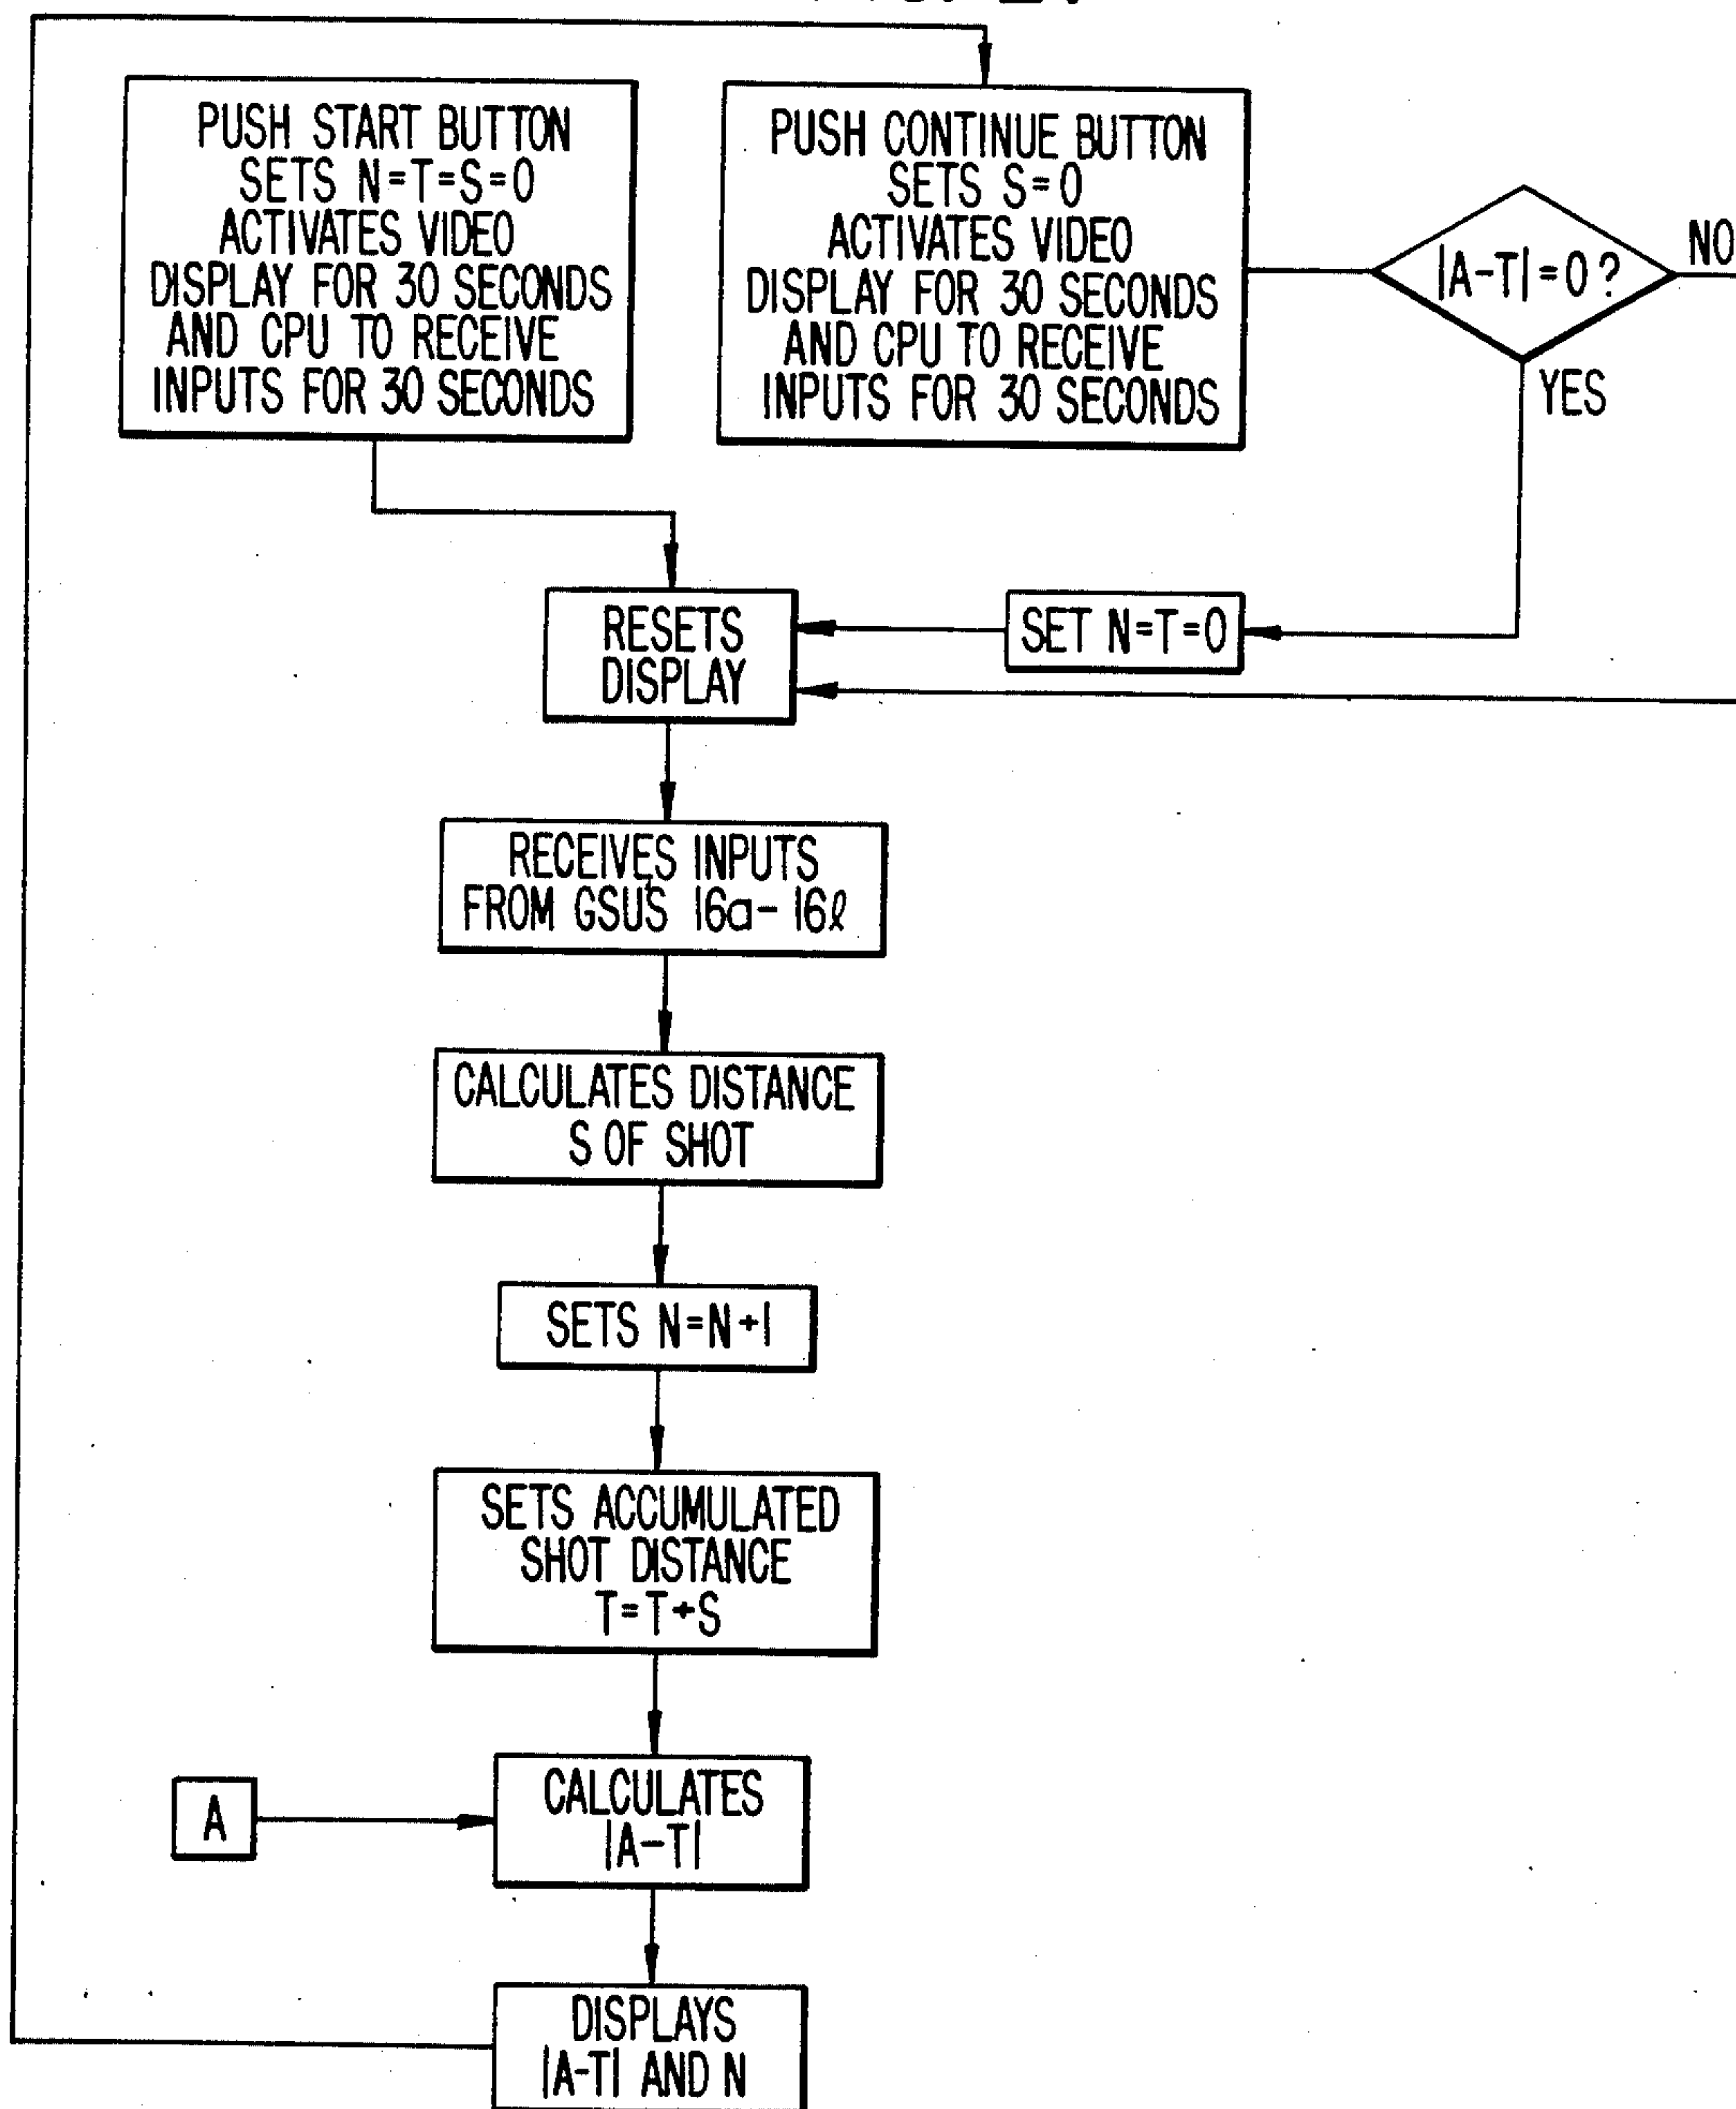 PUSH START BUTTON
SETS N=T=S=0
ACTIVATES VIDEO
DISPLAY FOR 30 SECONDS
AND CPU TO RECEIVE
INPUTS FOR 30 SECONDS
PUSH CONTINUE BUTTON
SETS S=0
ACTIVATES VIDEO
DISPLAY FOR 30 SECONDS
AND CPU TO RECEIVE
INPUTS FOR 30 SECONDS
|A-T|=0?
NO
YES
SET N=T=0
RESETS
DISPLAY
RECEIVES INPUTS
FROM GSUS 16a-16ℓ
CALCULATES DISTANCE
S OF SHOT
SETS N=N+1
SETS ACCUMULATED
SHOT DISTANCE
T=T+S
A
CALCULATES
|A-T|
DISPLAYS
|A-T| AND N